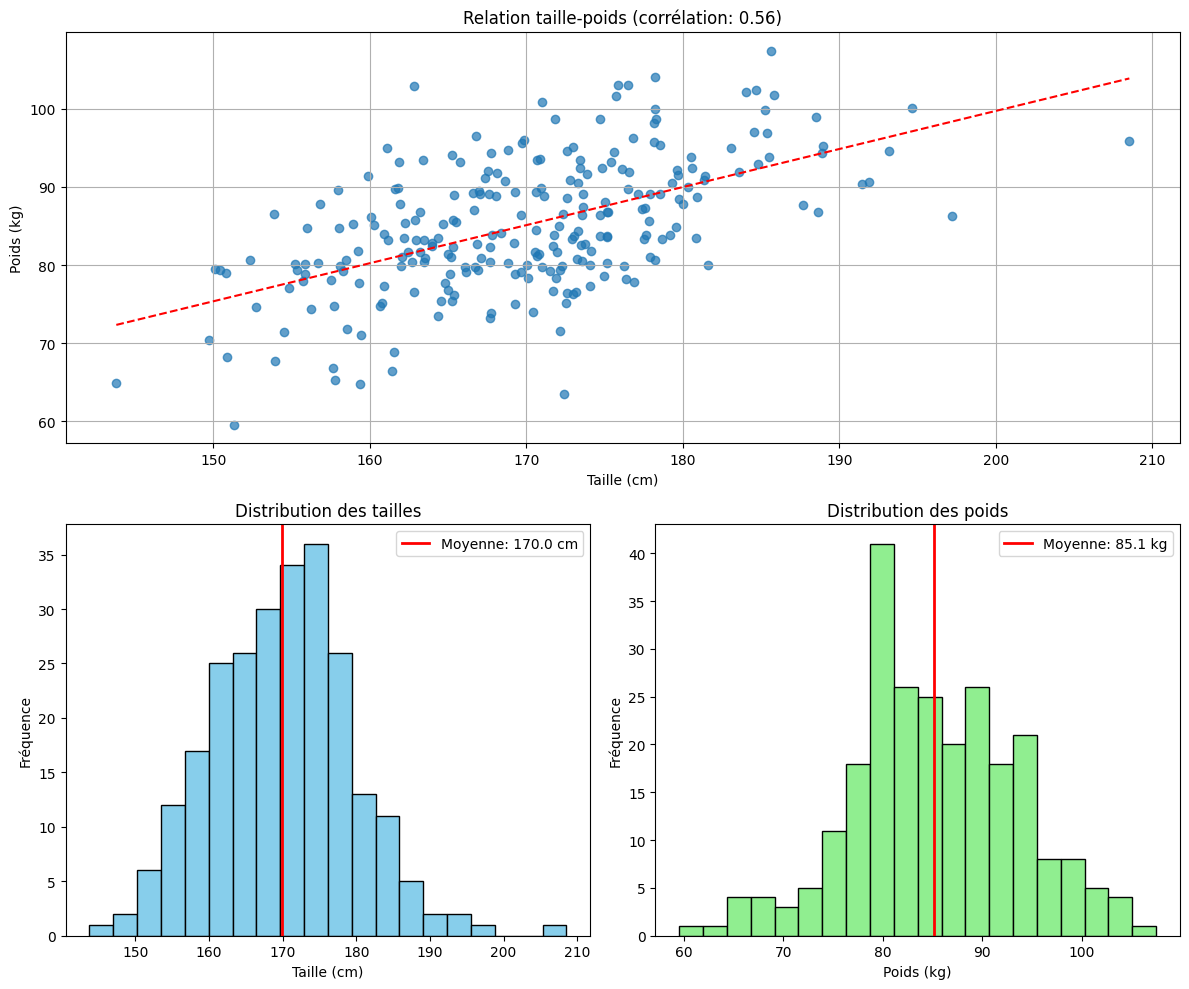 Relation taille-poids (corrélation: 0.56)
Poids (kg)
100
90
80
70
60
150 160 170 180 190 200 210
Taille (cm)
Distribution des tailles
Moyenne: 170.0 cm
Fréquence
35
30
25
20
15
10
5
0
150 160 170 180 190 200 210
Taille (cm)
Distribution des poids
Moyenne: 85.1 kg
Fréquence
40
35
30
25
20
15
10
5
0
60 70 80 90 100
Poids (kg)